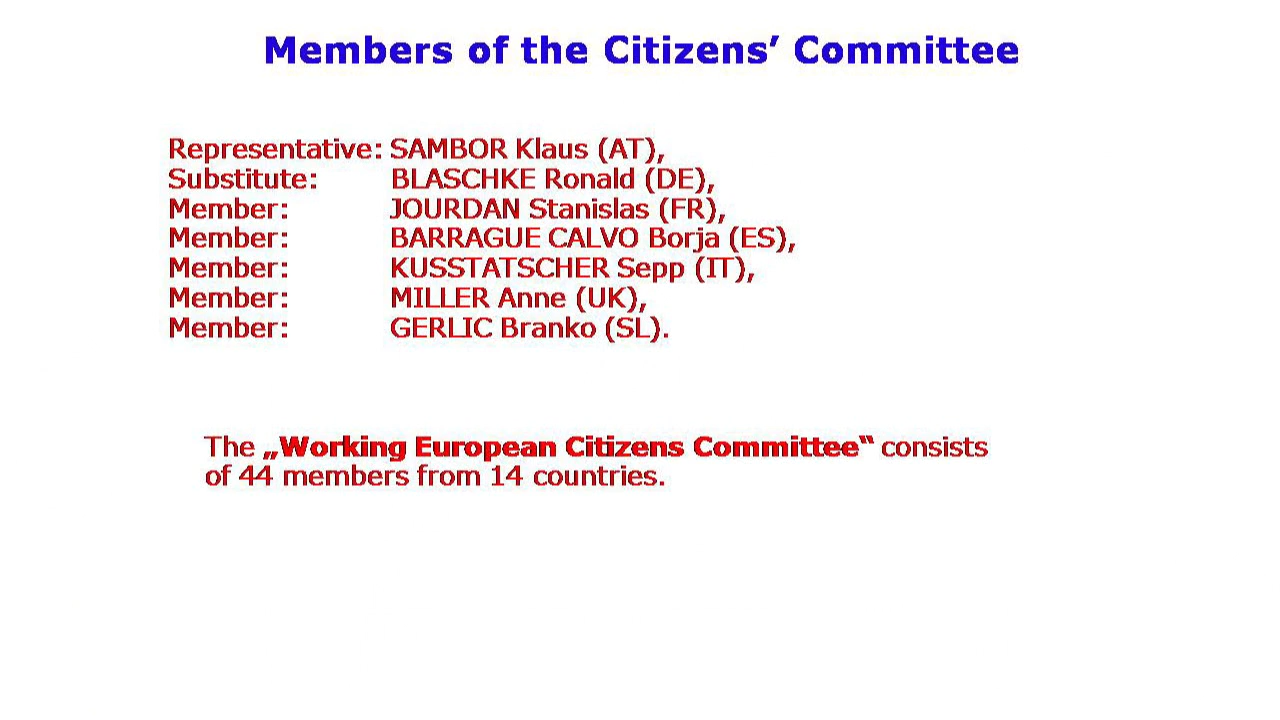 Members of the Citizens’ Committee
Representative: SAMBOR Klaus (AT),
Substitute: BLASCHKE Ronald (DE),
Member: JOURDAN Stanislas (FR),
Member: BARRAGUE CALVO Borja (ES),
Member: KUSSTATSCHER Sepp (IT),
Member: MILLER Anne (UK),
Member: GERLIC Branko (SL).
The „Working European Citizens Committee“ consists
of 44 members from 14 countries.